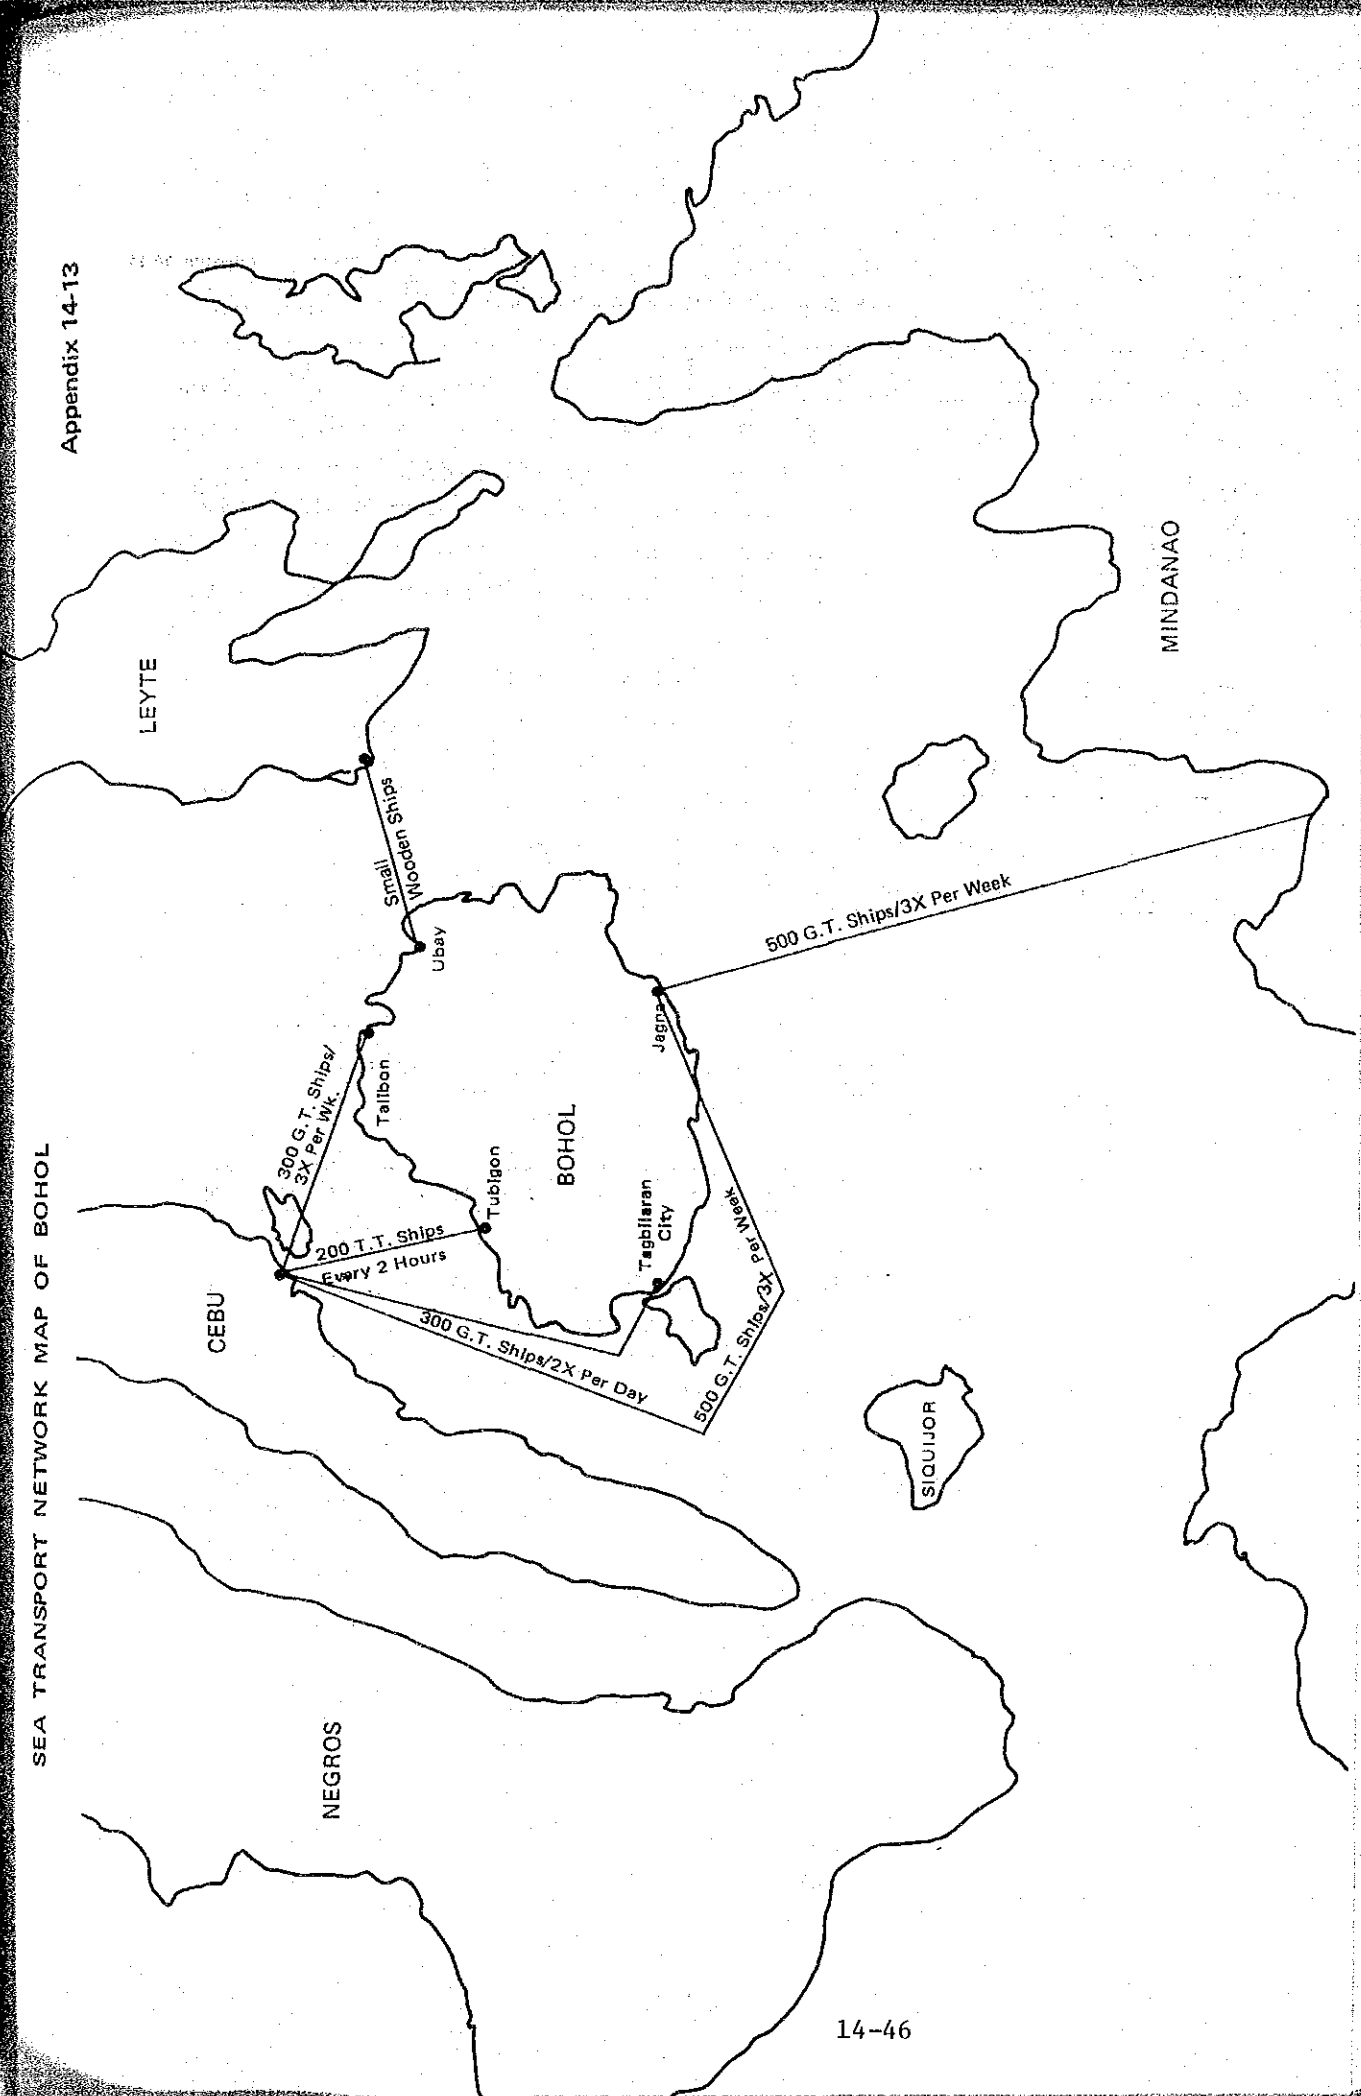 Appendix 14-13
SEA TRANSPORT NETWORK MAP OF BOHOL
LEYTE
Small
Wooden Ships
Ubay
300 G.T. Ships/
3X Per Wk.
Talibon
CEBU
200 T.T. Ships
Every 2 Hours
Tubigon
BOHOL
Jagna
500 G.T. Ships/3X Per Week
MINDANAO
Tagbilaran
City
300 G.T. Ships/2X Per Day
500 G.T. Ships/3X Per Week
SIQUIJOR
NEGROS
14-46